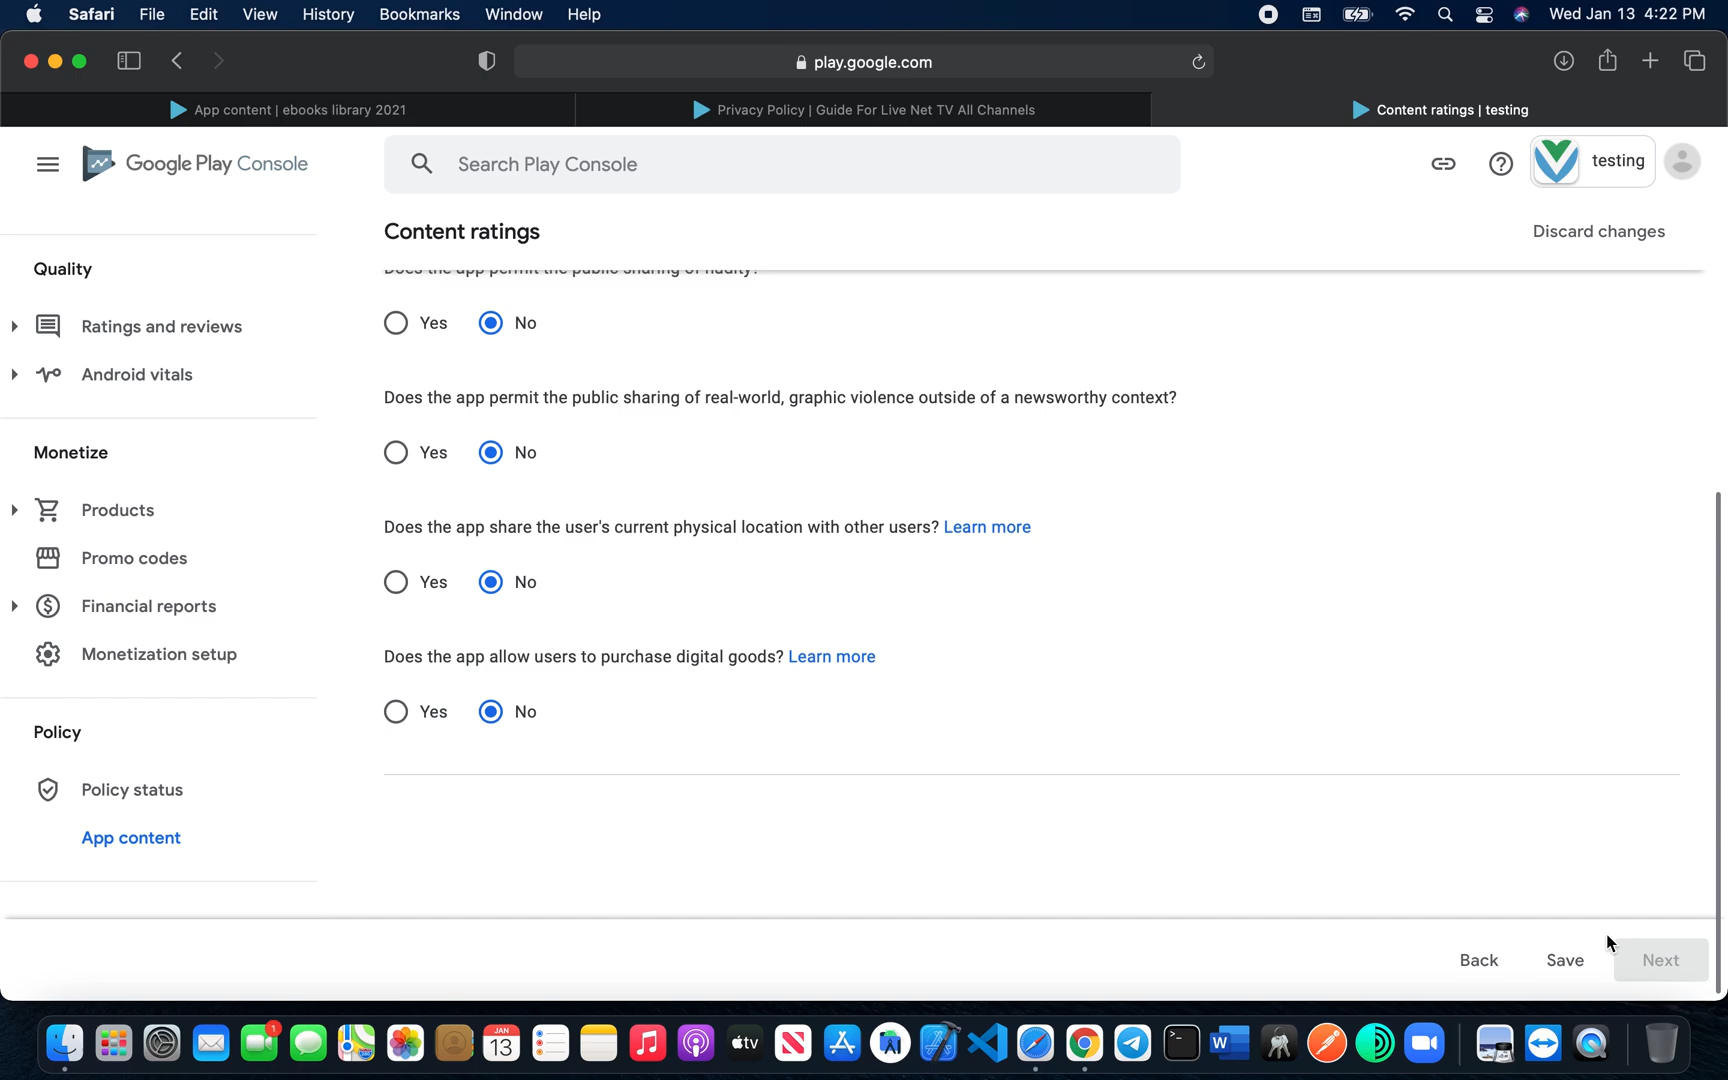 Safari File Edit View History Bookmarks Window Help Wed Jan 13 4:22 PM
play.google.com
App content | ebooks library 2021 Privacy Policy | Guide For Live Net TV All Channels Content ratings | testing
Google Play Console Search Play Console testing
Content ratings Discard changes
Quality
Ratings and reviews
Android vitals
Monetize
Products
Promo codes
Financial reports
Monetization setup
Policy
Policy status
App content
Does the app permit the public sharing of nudity?
Yes No
Does the app permit the public sharing of real-world, graphic violence outside of a newsworthy context?
Yes No
Does the app share the user's current physical location with other users? Learn more
Yes No
Does the app allow users to purchase digital goods? Learn more
Yes No
Back Save Next
1
JAN
13
tv
W